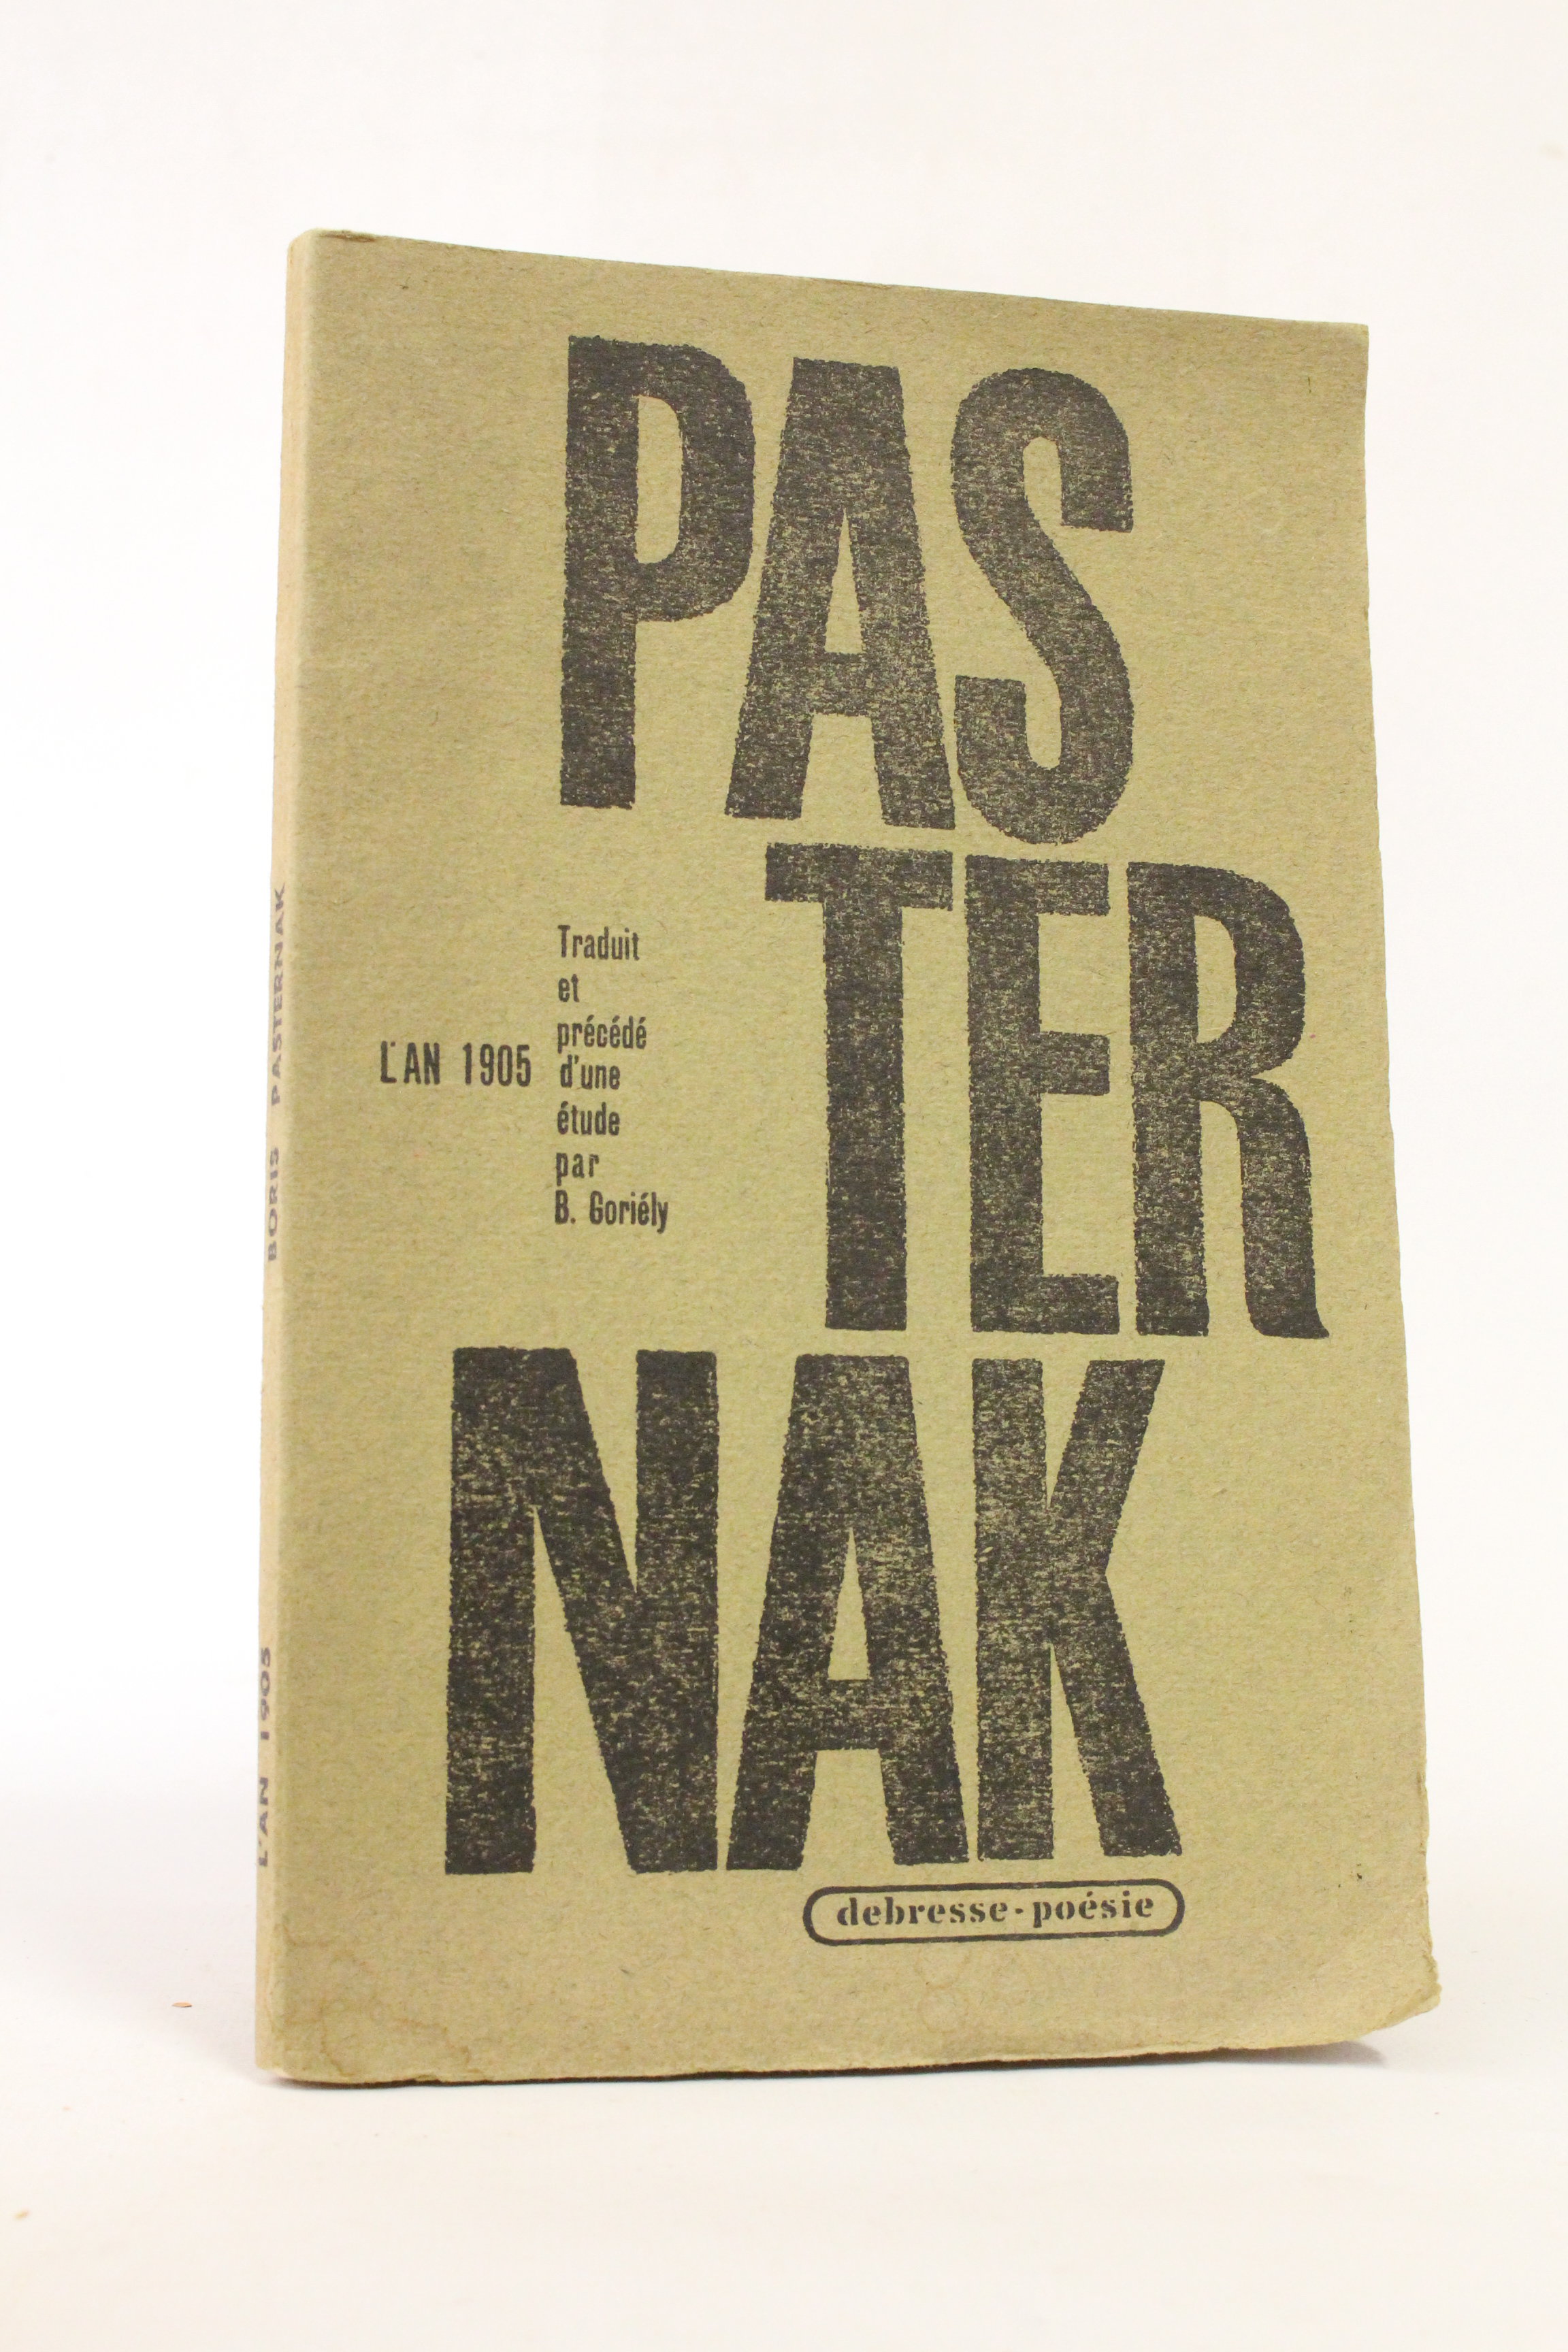 PAS
TER
NAK
L'AN 1905
Traduit
et
précédé
d'une
étude
par
B. Goriély
debresse-poésie
BORIS PASTERNAK
L'AN 1905